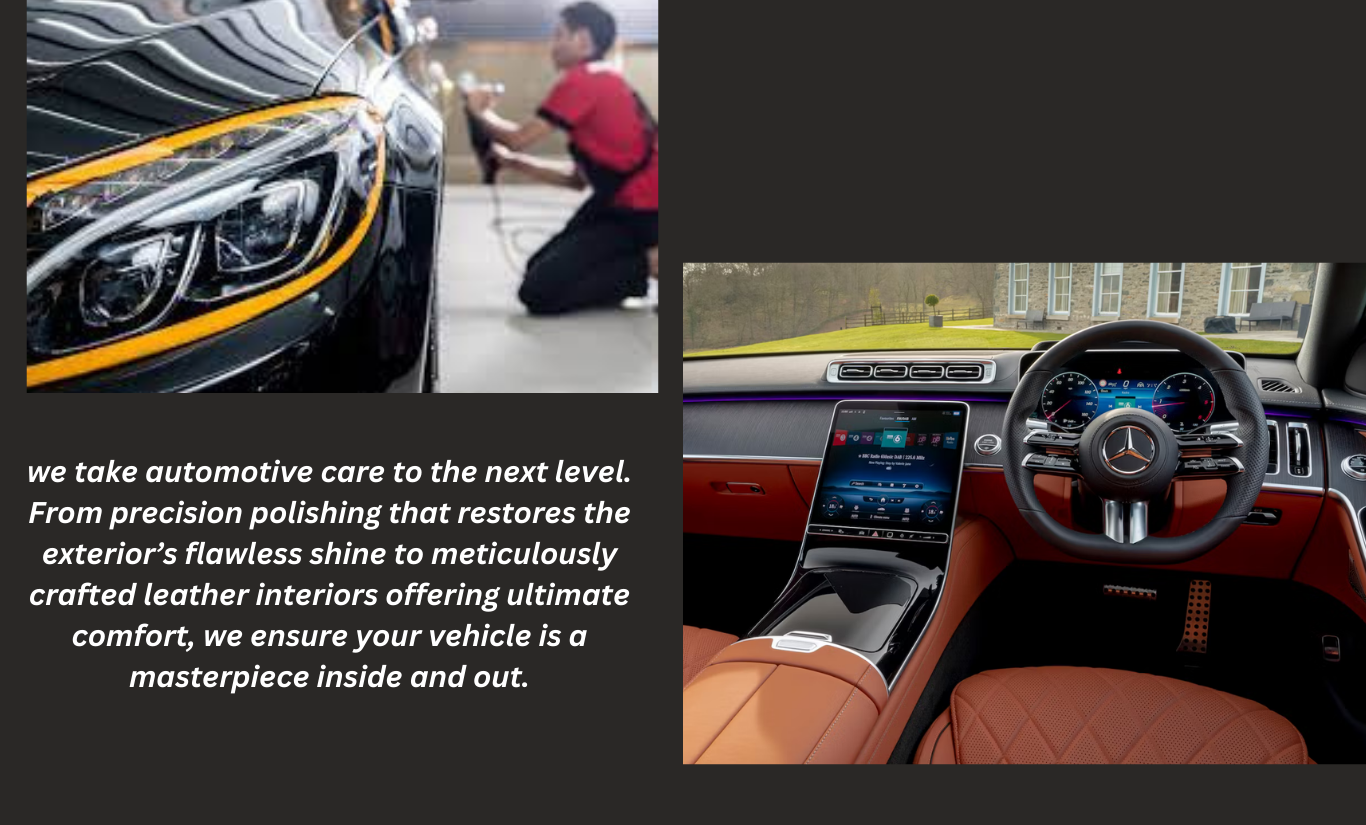 we take automotive care to the next level.
From precision polishing that restores the
exterior’s flawless shine to meticulously
crafted leather interiors offering ultimate
comfort, we ensure your vehicle is a
masterpiece inside and out.